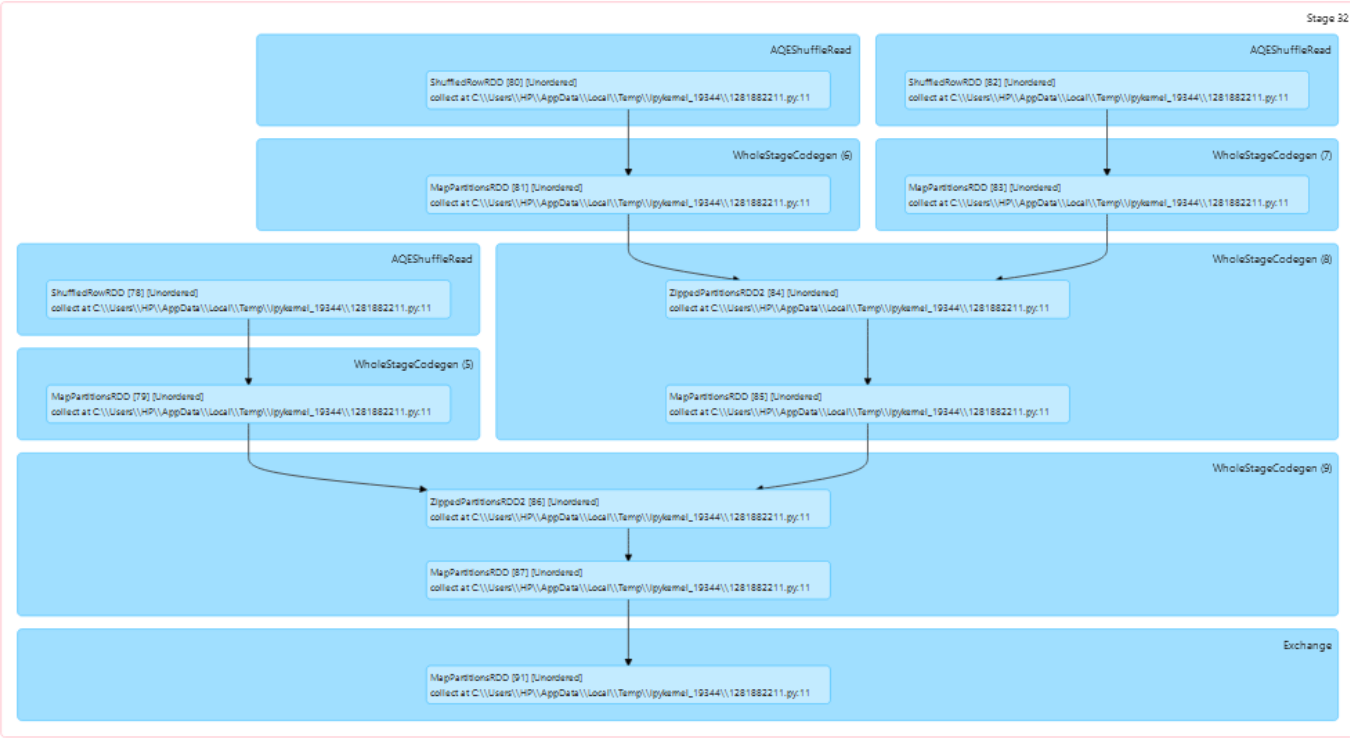 Stage 32
AQEShuffleRead
ShuffledRowRDD [80] [Unordered]
collect at C:\\Users\\HP\\AppData\\Local\\Temp\\ipykernel_19344\\1281882211.py:11
AQEShuffleRead
ShuffledRowRDD [82] [Unordered]
collect at C:\\Users\\HP\\AppData\\Local\\Temp\\ipykernel_19344\\1281882211.py:11
WholeStageCodegen (6)
MapPartitionsRDD [81] [Unordered]
collect at C:\\Users\\HP\\AppData\\Local\\Temp\\ipykernel_19344\\1281882211.py:11
WholeStageCodegen (7)
MapPartitionsRDD [83] [Unordered]
collect at C:\\Users\\HP\\AppData\\Local\\Temp\\ipykernel_19344\\1281882211.py:11
AQEShuffleRead
ShuffledRowRDD [78] [Unordered]
collect at C:\\Users\\HP\\AppData\\Local\\Temp\\ipykernel_19344\\1281882211.py:11
WholeStageCodegen (8)
ZippedPartitionsRDD2 [84] [Unordered]
collect at C:\\Users\\HP\\AppData\\Local\\Temp\\ipykernel_19344\\1281882211.py:11
WholeStageCodegen (5)
MapPartitionsRDD [79] [Unordered]
collect at C:\\Users\\HP\\AppData\\Local\\Temp\\ipykernel_19344\\1281882211.py:11
MapPartitionsRDD [85] [Unordered]
collect at C:\\Users\\HP\\AppData\\Local\\Temp\\ipykernel_19344\\1281882211.py:11
WholeStageCodegen (9)
ZippedPartitionsRDD2 [86] [Unordered]
collect at C:\\Users\\HP\\AppData\\Local\\Temp\\ipykernel_19344\\1281882211.py:11
MapPartitionsRDD [87] [Unordered]
collect at C:\\Users\\HP\\AppData\\Local\\Temp\\ipykernel_19344\\1281882211.py:11
Exchange
MapPartitionsRDD [91] [Unordered]
collect at C:\\Users\\HP\\AppData\\Local\\Temp\\ipykernel_19344\\1281882211.py:11